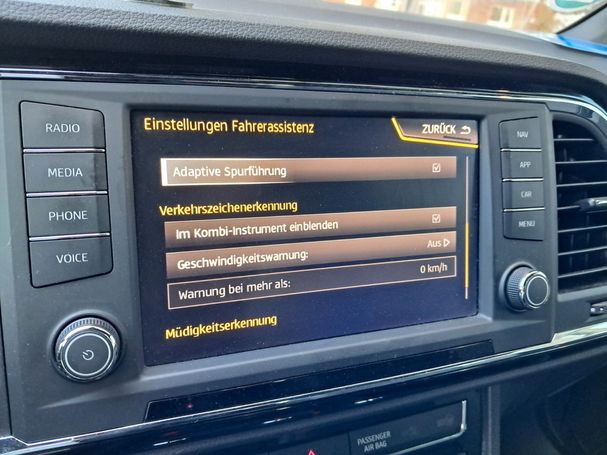 Einstellungen Fahrerassistenz
ZURÜCK
Adaptive Spurführung
Verkehrszeichenerkennung
Im Kombi-Instrument einblenden
Geschwindigkeitswarnung: Aus
Warnung bei mehr als: 0 km/h
Müdigkeitserkennung
RADIO
MEDIA
PHONE
VOICE
NAV
APP
CAR
MENU
PASSENGER
AIR BAG